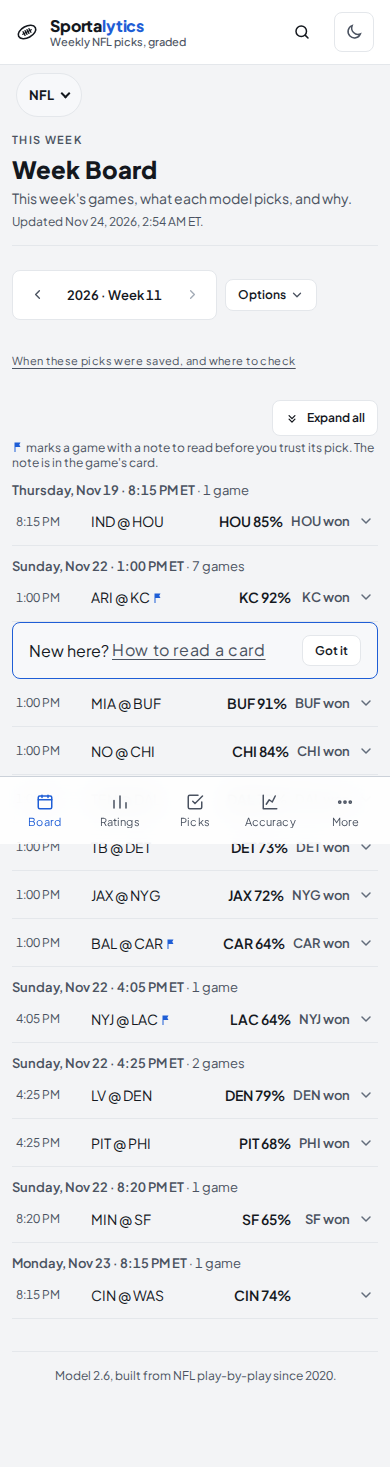 Sportalytics
Weekly NFL picks, graded
NFL
THIS WEEK
Week Board
This week's games, what each model picks, and why.
Updated Nov 24, 2026, 2:54 AM ET.
2026 · Week 11
Options
When these picks were saved, and where to check
Expand all
marks a game with a note to read before you trust its pick. The
note is in the game's card.
Thursday, Nov 19 · 8:15 PM ET · 1 game
8:15 PM IND @ HOU HOU 85% HOU won
Sunday, Nov 22 · 1:00 PM ET · 7 games
1:00 PM ARI @ KC KC 92% KC won
New here? How to read a card Got it
1:00 PM MIA @ BUF BUF 91% BUF won
1:00 PM NO @ CHI CHI 84% CHI won
Board Ratings Picks Accuracy More
1:00 PM TB @ DET DET 73% DET won
1:00 PM JAX @ NYG JAX 72% NYG won
1:00 PM BAL @ CAR CAR 64% CAR won
Sunday, Nov 22 · 4:05 PM ET · 1 game
4:05 PM NYJ @ LAC LAC 64% NYJ won
Sunday, Nov 22 · 4:25 PM ET · 2 games
4:25 PM LV @ DEN DEN 79% DEN won
4:25 PM PIT @ PHI PHI 68% PHI won
Sunday, Nov 22 · 8:20 PM ET · 1 game
8:20 PM MIN @ SF SF 65% SF won
Monday, Nov 23 · 8:15 PM ET · 1 game
8:15 PM CIN @ WAS CIN 74%
Model 2.6, built from NFL play-by-play since 2020.